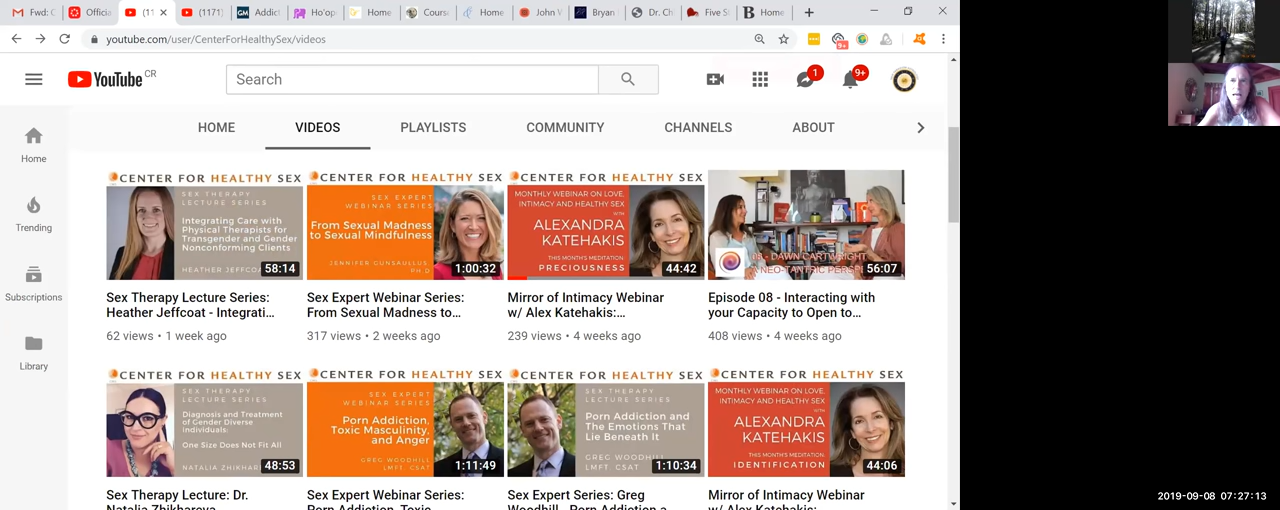 Fwd: C
Officia
(11
(1171)
Addict
Ho'op
Home
Course
Home
John W
Bryan
Dr. Ch
Five S
Home
youtube.com/user/CenterForHealthySex/videos
9+
YouTube CR
Search
1
9+
HOME
VIDEOS
PLAYLISTS
COMMUNITY
CHANNELS
ABOUT
Home
Trending
Subscriptions
Library
CENTER FOR HEALTHY SEX
SEX THERAPY
LECTURE SERIES
Integrating Care with
Physical Therapists for
Transgender and Gender
Nonconforming Clients
HEATHER JEFFCOA
58:14
Sex Therapy Lecture Series:
Heather Jeffcoat - Integrati…
62 views • 1 week ago
CENTER FOR HEALTHY SEX
SEX EXPERT
WEBINAR SERIES
From Sexual Madness
to Sexual Mindfulness
JENNIFER GUNSAULLUS,
PH.D
1:00:32
Sex Expert Webinar Series:
From Sexual Madness to…
317 views • 2 weeks ago
CENTER FOR HEALTHY SEX
MONTHLY WEBINAR ON LOVE,
INTIMACY AND HEALTHY SEX
WITH
ALEXANDRA
KATEHAKIS
THIS MONTH'S MEDITATION:
PRECIOUSNESS
44:42
Mirror of Intimacy Webinar
w/ Alex Katehakis:…
239 views • 4 weeks ago
DAWN CARTWRIGHT
NEO-TANTRIC PERSP
56:07
Episode 08 - Interacting with
your Capacity to Open to…
408 views • 4 weeks ago
CENTER FOR HEALTHY SEX
SEX THERAPY
LECTURE SERIES
Diagnosis and Treatment
of Gender Diverse
Individuals:
One Size Does Not Fit All
NATALIA ZHIKHAR
48:53
Sex Therapy Lecture: Dr.
Natalia Zhikhareva
CENTER FOR HEALTHY SEX
SEX EXPERT
WEBINAR SERIES
Porn Addiction,
Toxic Masculinity,
and Anger
GREG WOODHILL
LMFT, CSAT
1:11:49
Sex Expert Webinar Series:
Porn Addiction, Toxic
CENTER FOR HEALTHY SEX
SEX THERAPY
LECTURE SERIES
Porn Addiction and
The Emotions That
Lie Beneath It
GREG WOODHILL
LMFT, CSAT
1:10:34
Sex Expert Series: Greg
Woodhill - Porn Addiction a
CENTER FOR HEALTHY SEX
MONTHLY WEBINAR ON LOVE,
INTIMACY AND HEALTHY SEX
WITH
ALEXANDRA
KATEHAKIS
THIS MONTH'S MEDITATION:
IDENTIFICATION
44:06
Mirror of Intimacy Webinar
w/ Alex Katehakis:
2019-09-08 07:27:13